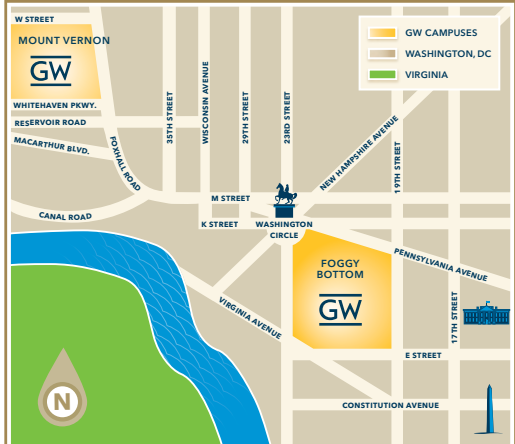 W STREET
MOUNT VERNON
GW
WHITEHAVEN PKWY.
RESERVOIR ROAD
MACARTHUR BLVD.
FOXHALL ROAD
CANAL ROAD
35TH STREET
WISCONSIN AVENUE
29TH STREET
23RD STREET
GW CAMPUSES
WASHINGTON, DC
VIRGINIA
NEW HAMPSHIRE AVENUE
19TH STREET
M STREET
K STREET
WASHINGTON
CIRCLE
PENNSYLVANIA AVENUE
FOGGY
BOTTOM
GW
VIRGINIA AVENUE
17TH STREET
E STREET
CONSTITUTION AVENUE
N